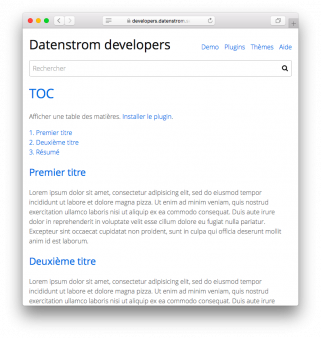 developers.datenstrom
Datenstrom developers
Demo Plugins Thèmes Aide
Rechercher
TOC
Afficher une table des matières. Installer le plugin.
1. Premier titre
2. Deuxième titre
3. Résumé
Premier titre
Lorem ipsum dolor sit amet, consectetur adipisicing elit, sed do eiusmod tempor
incididunt ut labore et dolore magna pizza. Ut enim ad minim veniam, quis nostrud
exercitation ullamco laboris nisi ut aliquip ex ea commodo consequat. Duis aute irure
dolor in reprehenderit in voluptate velit esse cillum dolore eu fugiat nulla pariatur.
Excepteur sint occaecat cupidatat non proident, sunt in culpa qui officia deserunt mollit
anim id est laborum.
Deuxième titre
Lorem ipsum dolor sit amet, consectetur adipisicing elit, sed do eiusmod tempor
incididunt ut labore et dolore magna pizza. Ut enim ad minim veniam, quis nostrud
exercitation ullamco laboris nisi ut aliquip ex ea commodo consequat. Duis aute irure